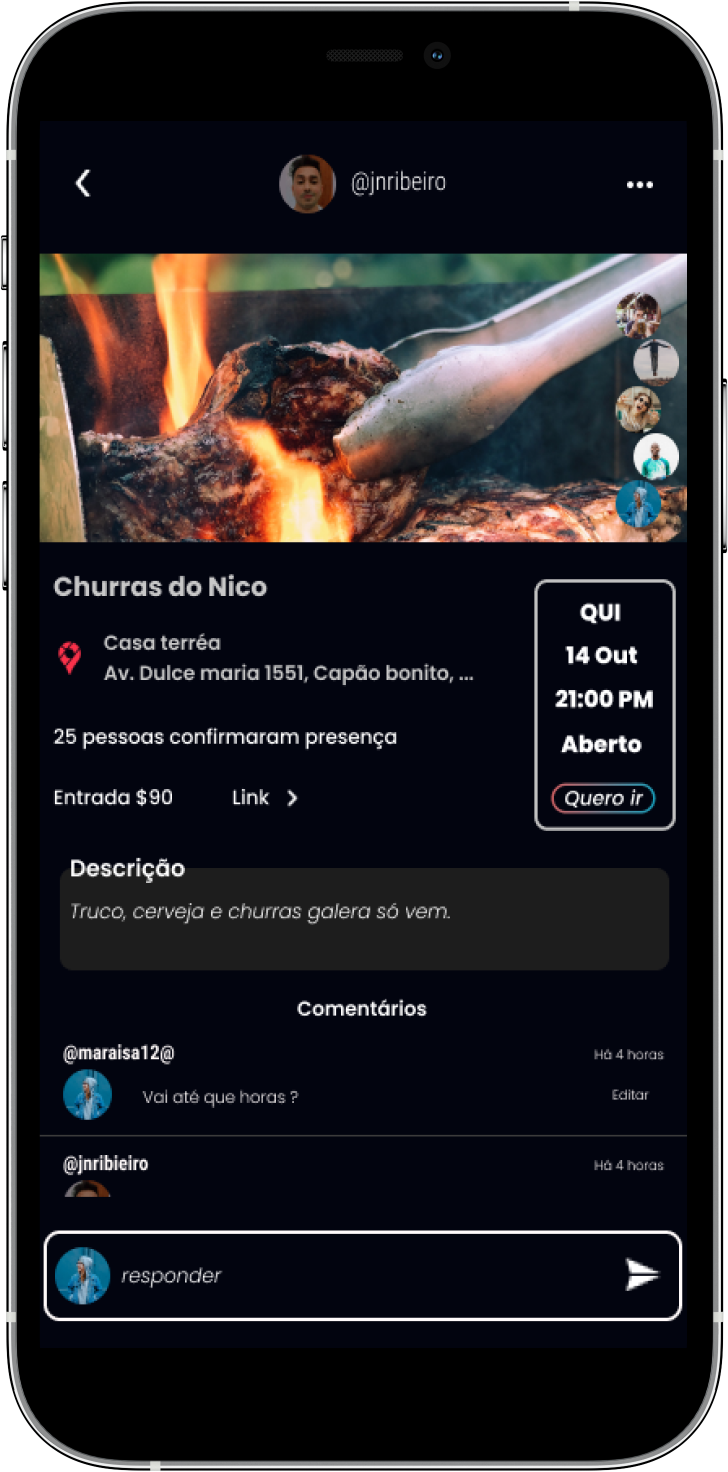 @jnribeiro
Churras do Nico
Casa terréa
Av. Dulce maria 1551, Capão bonito, ...
25 pessoas confirmaram presença
Entrada $90
Link
QUI
14 Out
21:00 PM
Aberto
Quero ir
Descrição
Truco, cerveja e churras galera só vem.
Comentários
@maraisa12@
Há 4 horas
Vai até que horas ?
Editar
@jnribieiro
Há 4 horas
responder